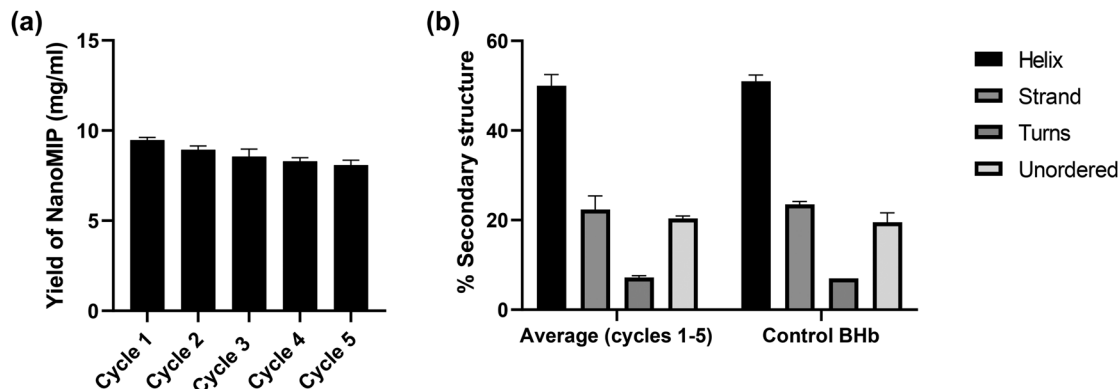 (a)
Yield of NanoMIP (mg/ml)
15
10
5
0
Cycle 1
Cycle 2
Cycle 3
Cycle 4
Cycle 5
(b)
% Secondary structure
60
40
20
0
Average (cycles 1-5)
Control BHb
Helix
Strand
Turns
Unordered